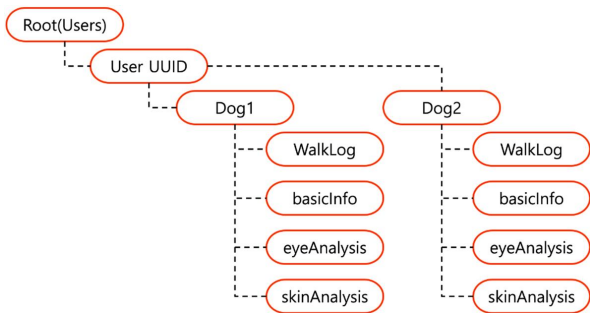 Root(Users)
User UUID
Dog1
Dog2
WalkLog
WalkLog
basicInfo
basicInfo
eyeAnalysis
eyeAnalysis
skinAnalysis
skinAnalysis